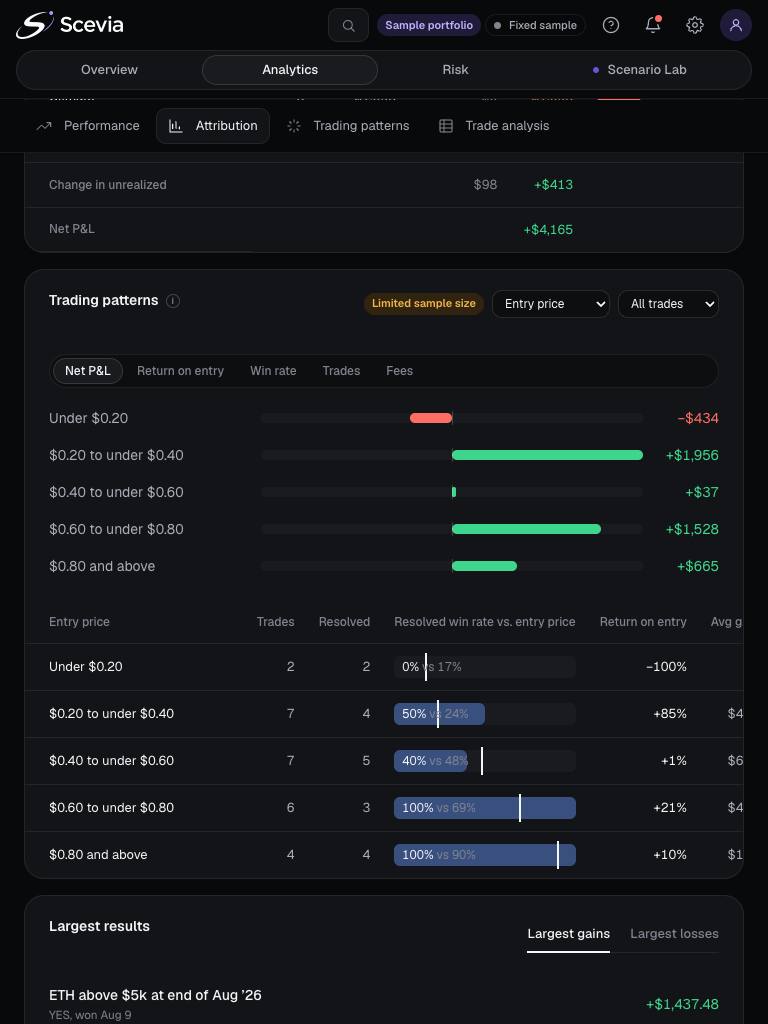 Scevia
Sample portfolio
Fixed sample
Overview
Analytics
Risk
Scenario Lab
Performance
Attribution
Trading patterns
Trade analysis
Change in unrealized $98 +$413
Net P&L +$4,165
Trading patterns
Limited sample size
Entry price
All trades
Net P&L Return on entry Win rate Trades Fees
Under $0.20 −$434
$0.20 to under $0.40 +$1,956
$0.40 to under $0.60 +$37
$0.60 to under $0.80 +$1,528
$0.80 and above +$665
Entry price Trades Resolved Resolved win rate vs. entry price Return on entry Avg g
Under $0.20 2 2 0% vs 17% −100%
$0.20 to under $0.40 7 4 50% vs 24% +85% $4
$0.40 to under $0.60 7 5 40% vs 48% +1% $6
$0.60 to under $0.80 6 3 100% vs 69% +21% $4
$0.80 and above 4 4 100% vs 90% +10% $1
Largest results
Largest gains Largest losses
ETH above $5k at end of Aug ’26 +$1,437.48
YES, won Aug 9